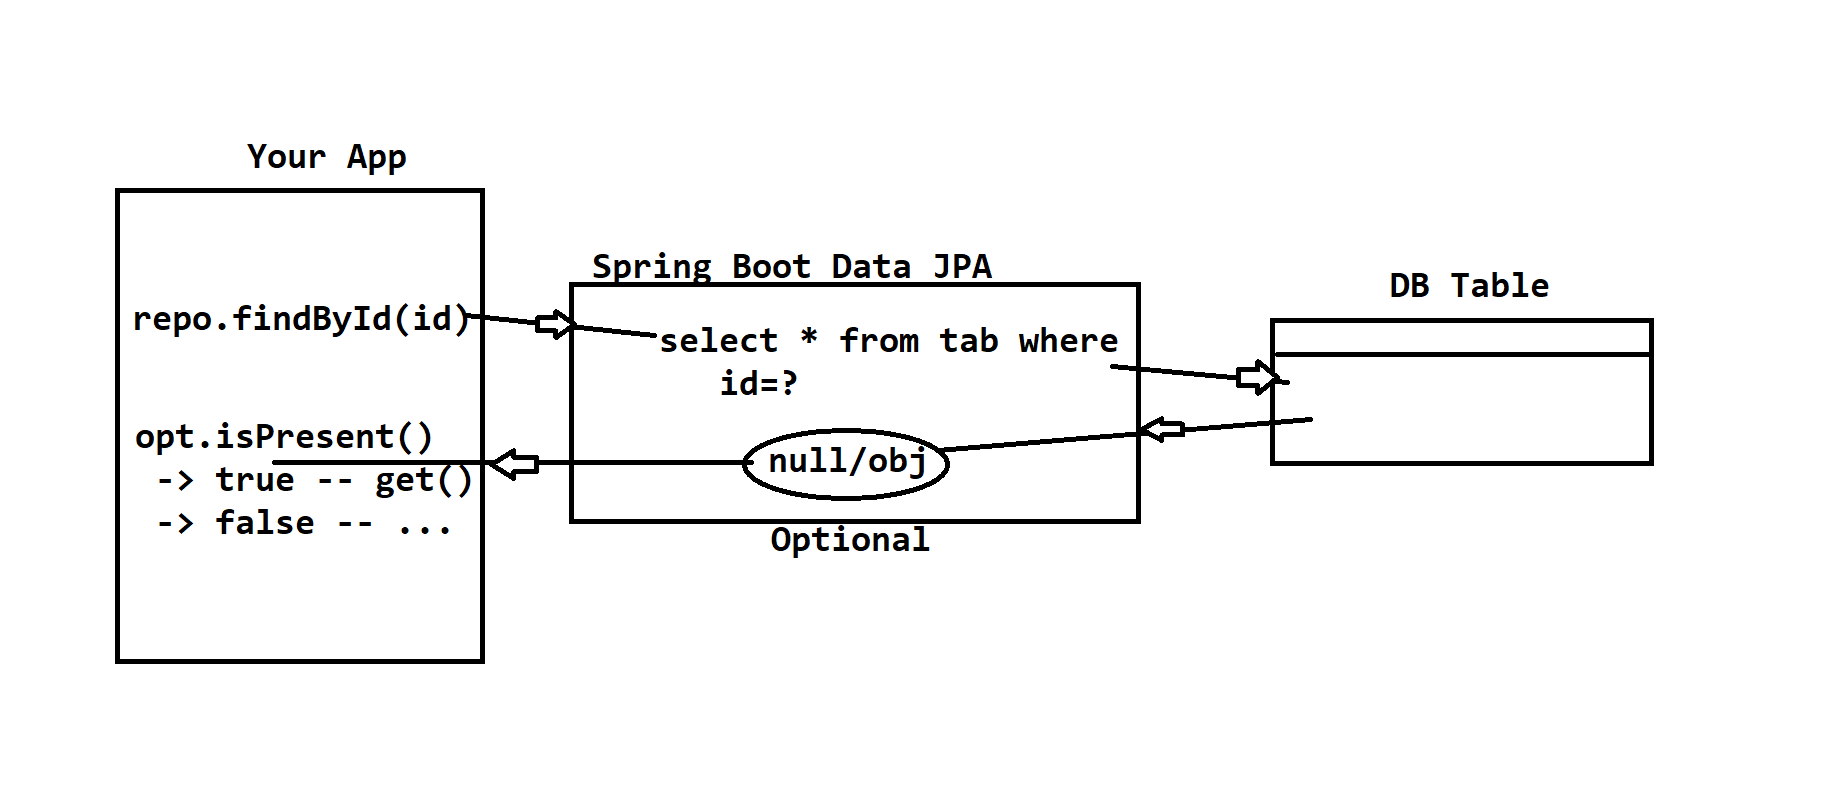 Your App
repo.findById(id)
opt.isPresent()
-> true -- get()
-> false -- ...
Spring Boot Data JPA
select * from tab where
id=?
null/obj
Optional
DB Table